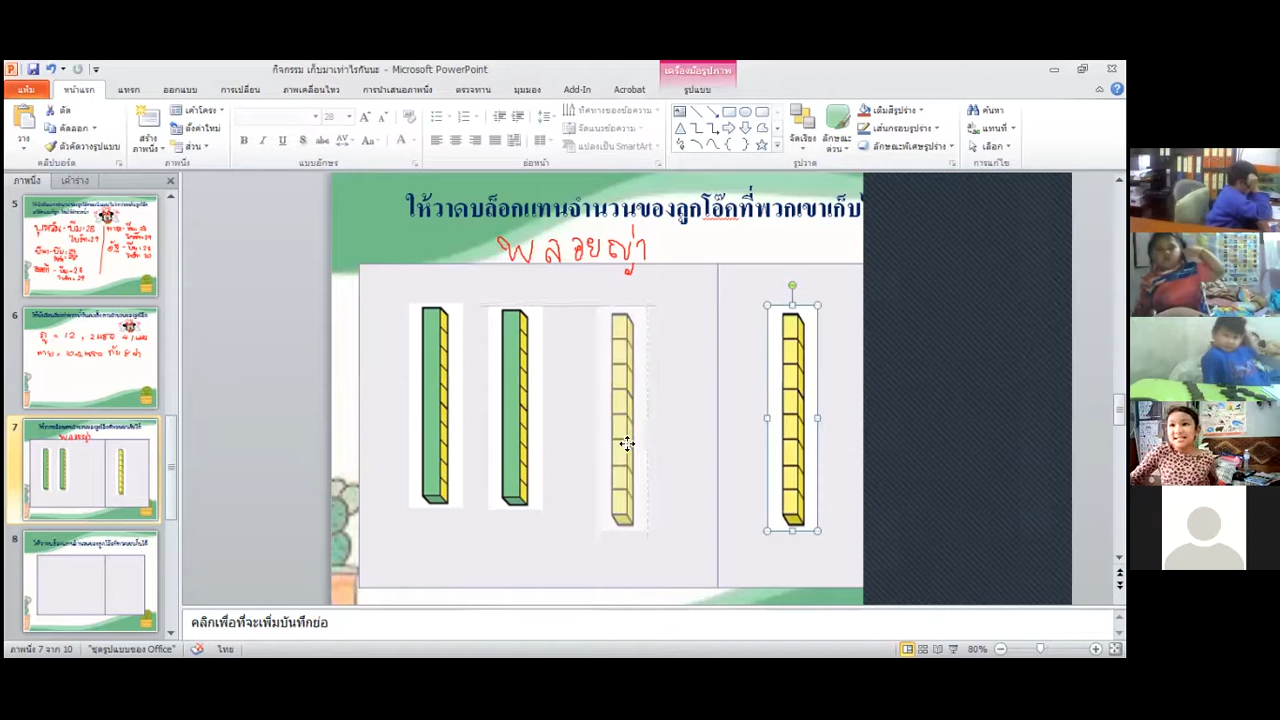 กิจกรรม เก็บมาเท่าไรกันนะ - Microsoft PowerPoint
เครื่องมือรูปภาพ
แฟ้ม หน้าแรก แทรก ออกแบบ การเปลี่ยน ภาพเคลื่อนไหว การนำเสนอภาพนิ่ง ตรวจทาน มุมมอง Add-In Acrobat รูปแบบ
วาง
ตัด
คัดลอก
ตัวคัดวางรูปแบบ
คลิปบอร์ด
สร้าง
ภาพนิ่ง
เค้าโครง
ตั้งค่าใหม่
ส่วน
ภาพนิ่ง
28
แบบอักษร
ทิศทางของข้อความ
จัดแนวข้อความ
แปลงเป็น SmartArt
ย่อหน้า
จัดเรียง
ลักษณะ
ด่วน
เติมสีรูปร่าง
เส้นกรอบรูปร่าง
ลักษณะพิเศษรูปร่าง
รูปวาด
ค้นหา
แทนที่
เลือก
การแก้ไข
ภาพนิ่ง เค้าร่าง
5
6
7
8
ให้วาดบล็อกแทนจำนวนของลูกโอ๊คที่พวกเขาเก็บ
พลอยญ่า
คลิกเพื่อที่จะเพิ่มบันทึกย่อ
ภาพนิ่ง 7 จาก 10 "ชุดรูปแบบของ Office" ไทย 80%